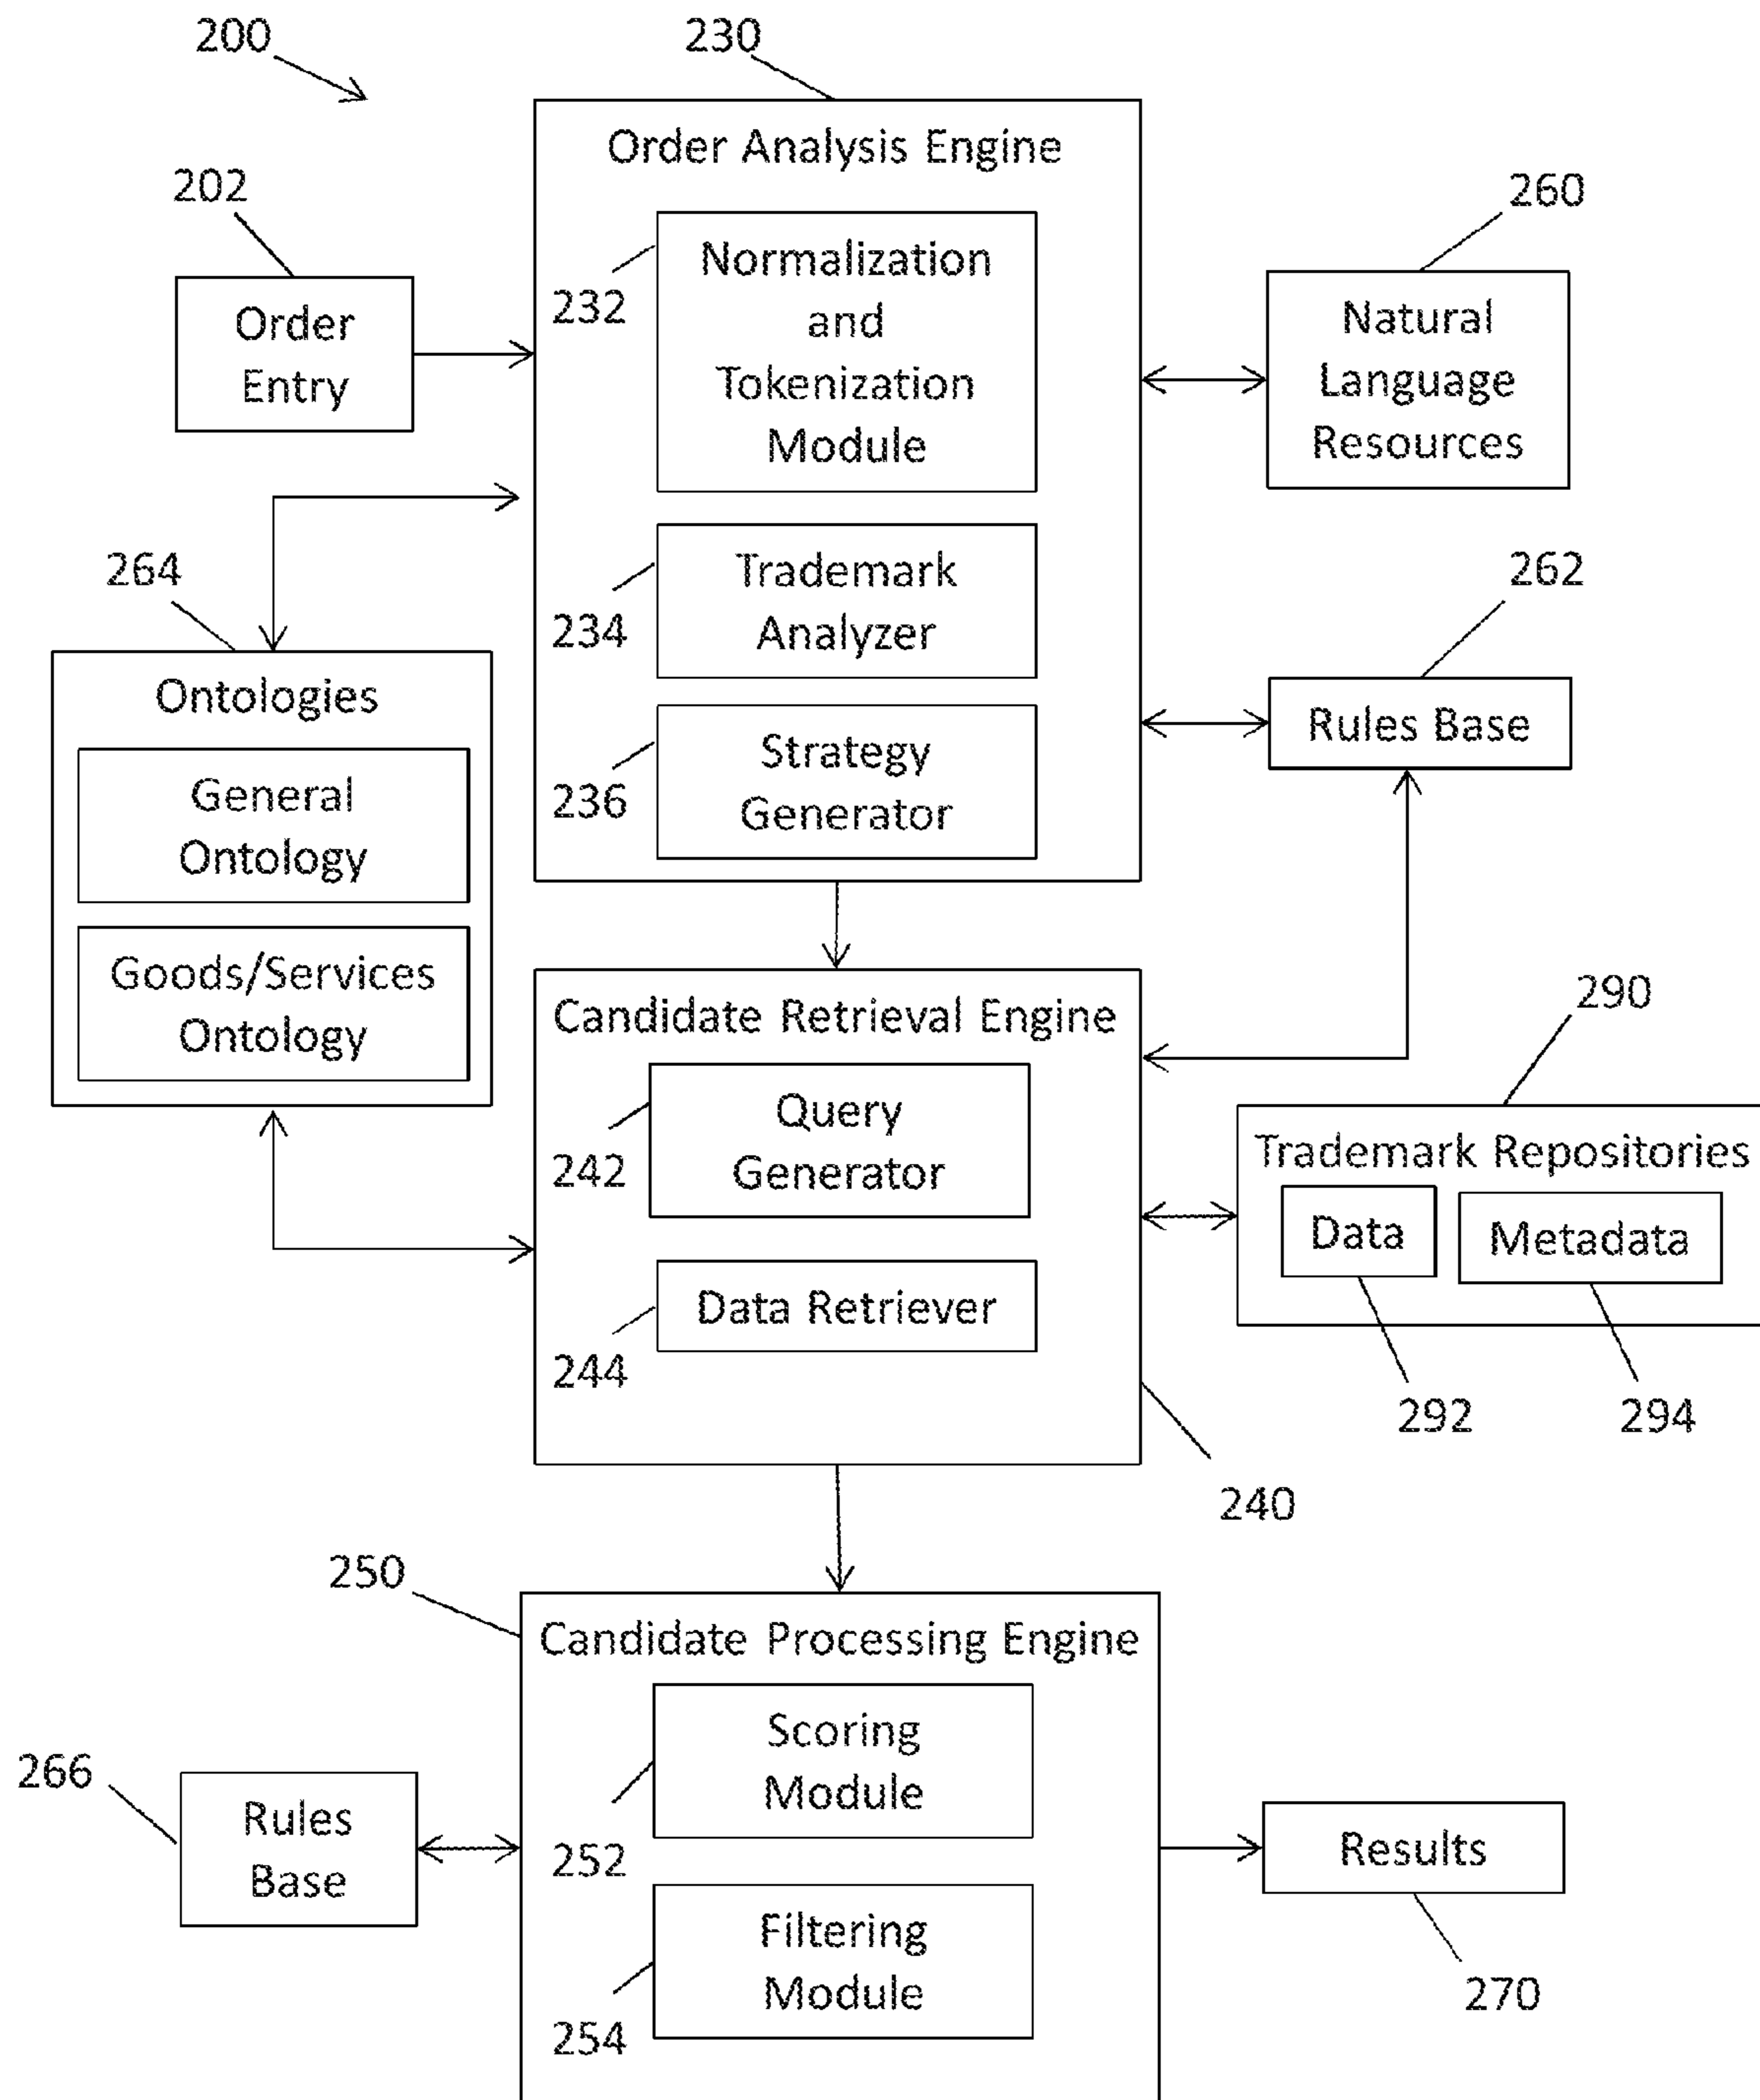 200
230
Order Analysis Engine
202
260
Normalization
and
Tokenization
Module
232
Order
Entry
Natural
Language
Resources
264
262
Trademark
Analyzer
234
Ontologies
Rules Base
Strategy
Generator
236
General
Ontology
Goods/Services
Ontology
290
Candidate Retrieval Engine
Query
Generator
242
Trademark Repositories
Data
Metadata
Data Retriever
244
292
294
240
250
Candidate Processing Engine
Scoring
Module
266
Rules
Base
252
Results
Filtering
Module
270
254